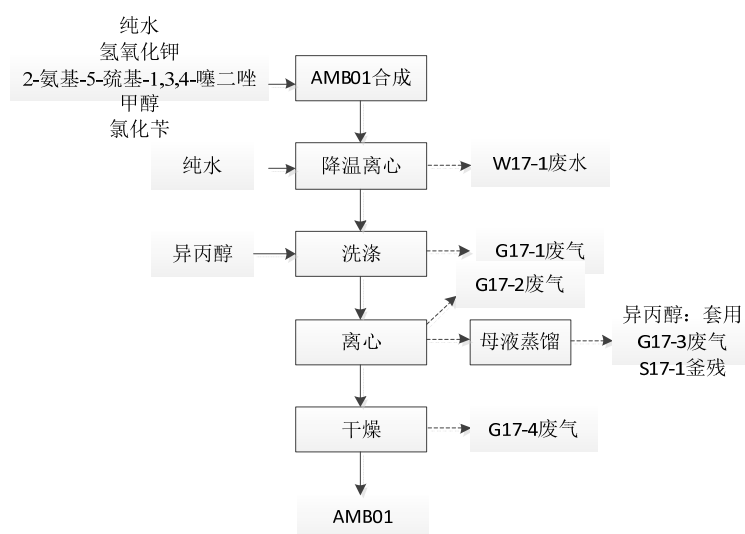 纯水
氢氧化钾
2-氨基-5-巯基-1,3,4-噻二唑
甲醇
氯化苄
AMB01合成
纯水
降温离心
W17-1废水
异丙醇
洗涤
G17-1废气
G17-2废气
离心
母液蒸馏
异丙醇：套用
G17-3废气
S17-1釜残
干燥
G17-4废气
AMB01